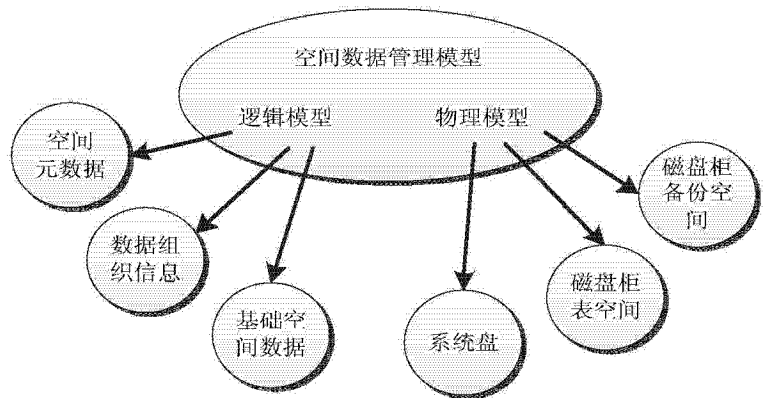 空间数据管理模型
逻辑模型
物理模型
空间
元数据
数据组
织信息
基础空
间数据
系统盘
磁盘柜
表空间
磁盘柜
备份空
间